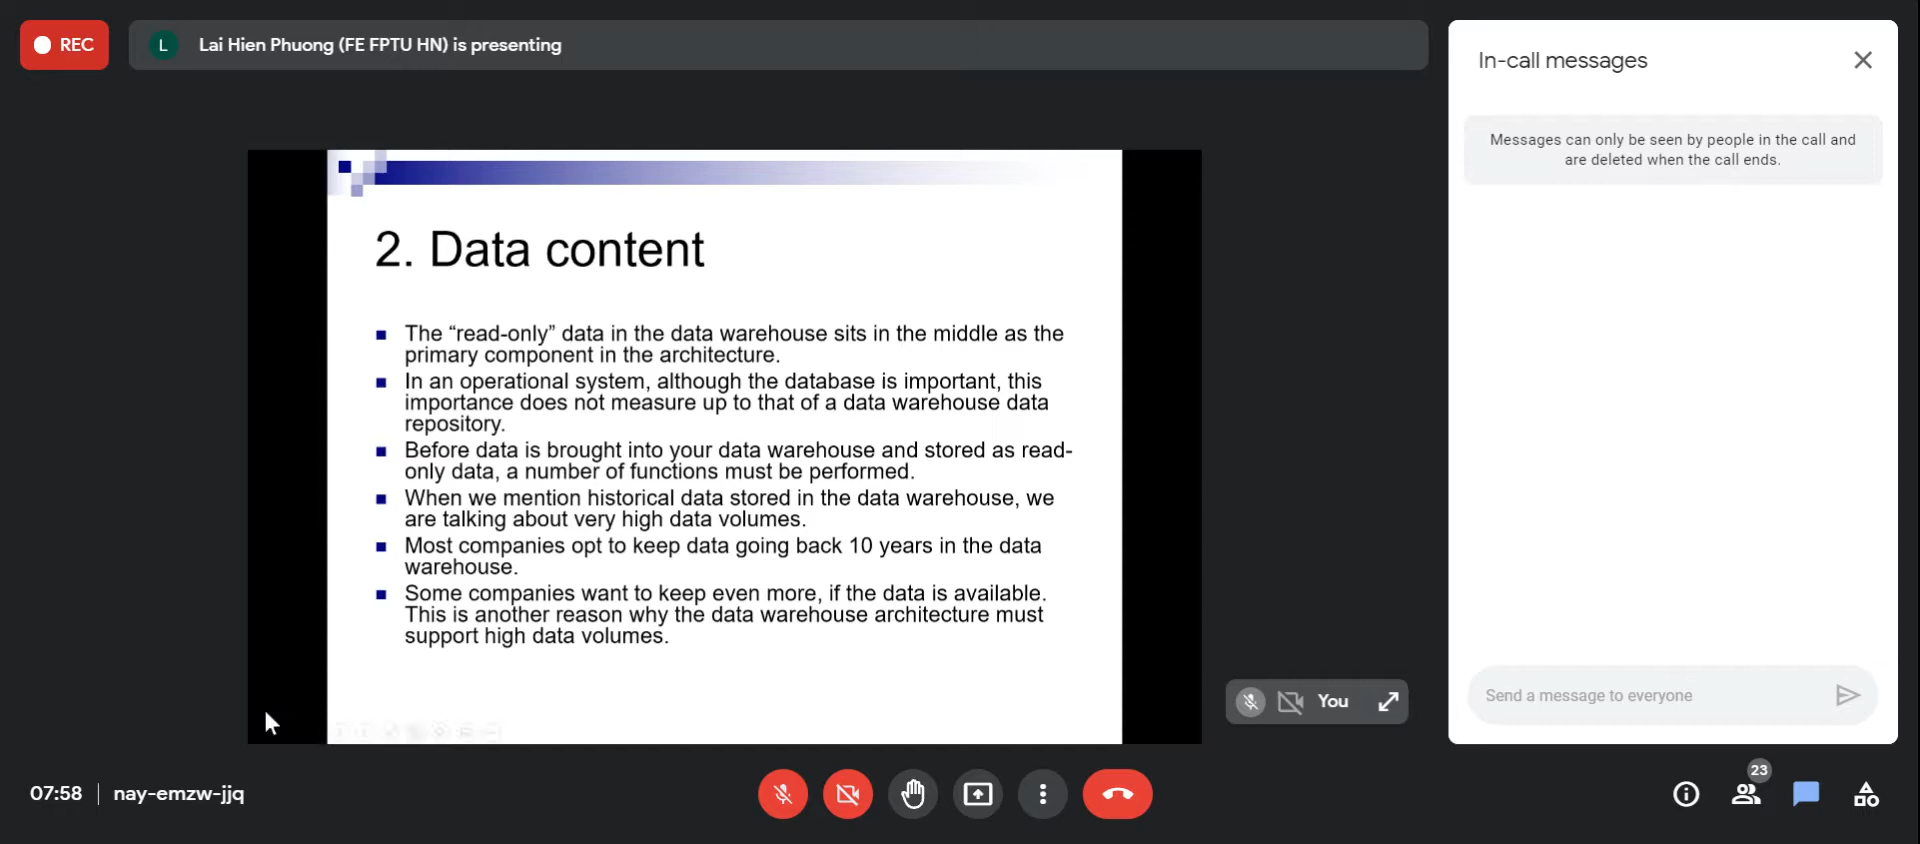 REC
L
Lai Hien Phuong (FE FPTU HN) is presenting
2. Data content
The “read-only” data in the data warehouse sits in the middle as the
primary component in the architecture.
In an operational system, although the database is important, this
importance does not measure up to that of a data warehouse data
repository.
Before data is brought into your data warehouse and stored as read-
only data, a number of functions must be performed.
When we mention historical data stored in the data warehouse, we
are talking about very high data volumes.
Most companies opt to keep data going back 10 years in the data
warehouse.
Some companies want to keep even more, if the data is available.
This is another reason why the data warehouse architecture must
support high data volumes.
You
In-call messages
Messages can only be seen by people in the call and
are deleted when the call ends.
Send a message to everyone
07:58 | nay-emzw-jjq
23